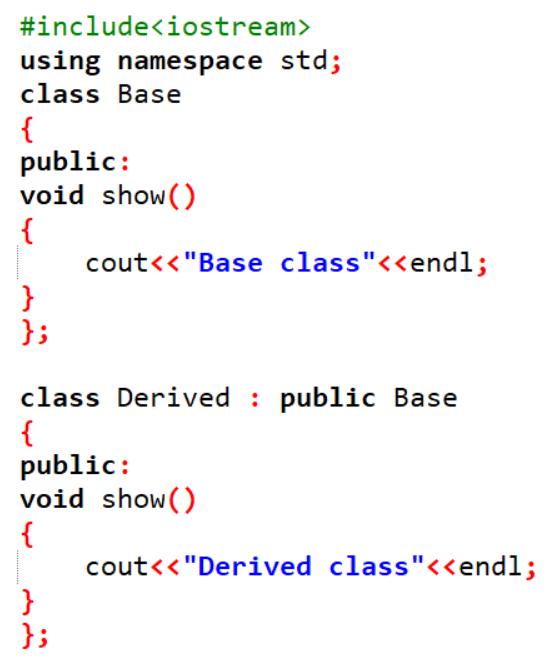 #include<iostream>
using namespace std;
class Base
{
public:
void show()
{
    cout<<"Base class"<<endl;
}
};

class Derived : public Base
{
public:
void show()
{
    cout<<"Derived class"<<endl;
}
};